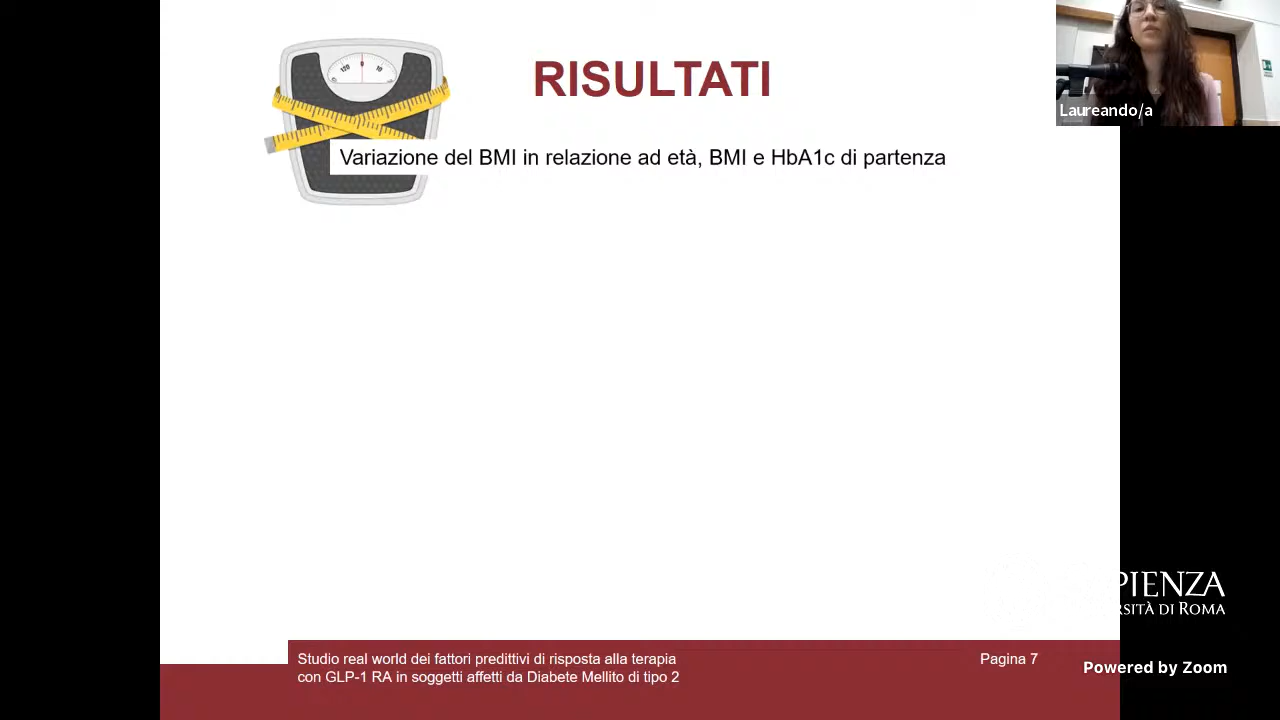 RISULTATI
Laureando/a
Variazione del BMI in relazione ad età, BMI e HbA1c di partenza
PIENZA
RSITÀ DI ROMA
Studio real world dei fattori predittivi di risposta alla terapia
con GLP-1 RA in soggetti affetti da Diabete Mellito di tipo 2
Pagina 7
Powered by Zoom